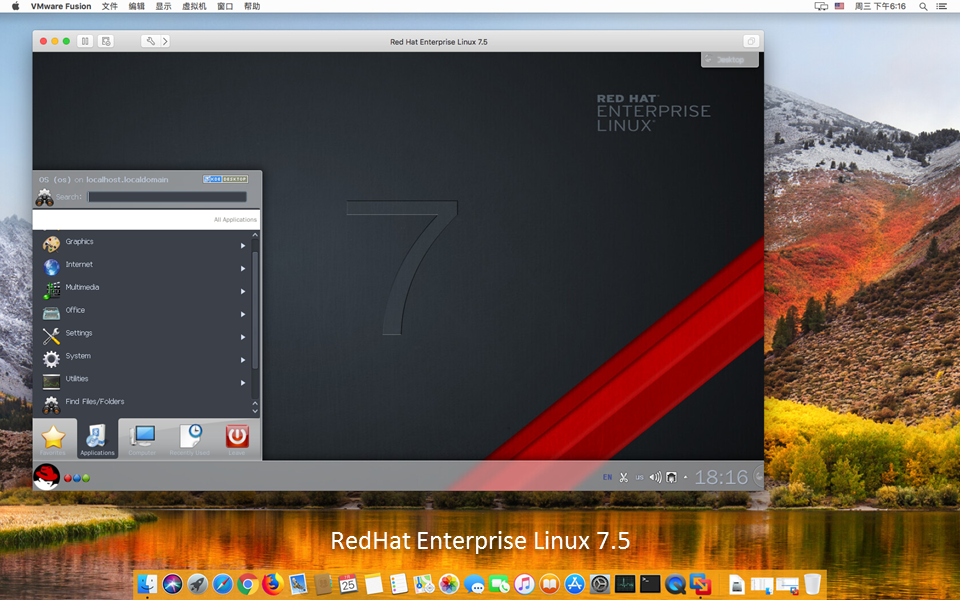 VMware Fusion 文件 编辑 显示 虚拟机 窗口 帮助 周三 下午6:16
Red Hat Enterprise Linux 7.5
Desktop
RED HAT
ENTERPRISE
LINUX
OS (os) on localhost.localdomain
KDE DESKTOP
Search:
All Applications
Graphics
Internet
Multimedia
Office
Settings
System
Utilities
Find Files/Folders
7
Favorites Applications Computer Recently Used Leave
EN us 18:16
RedHat Enterprise Linux 7.5
25